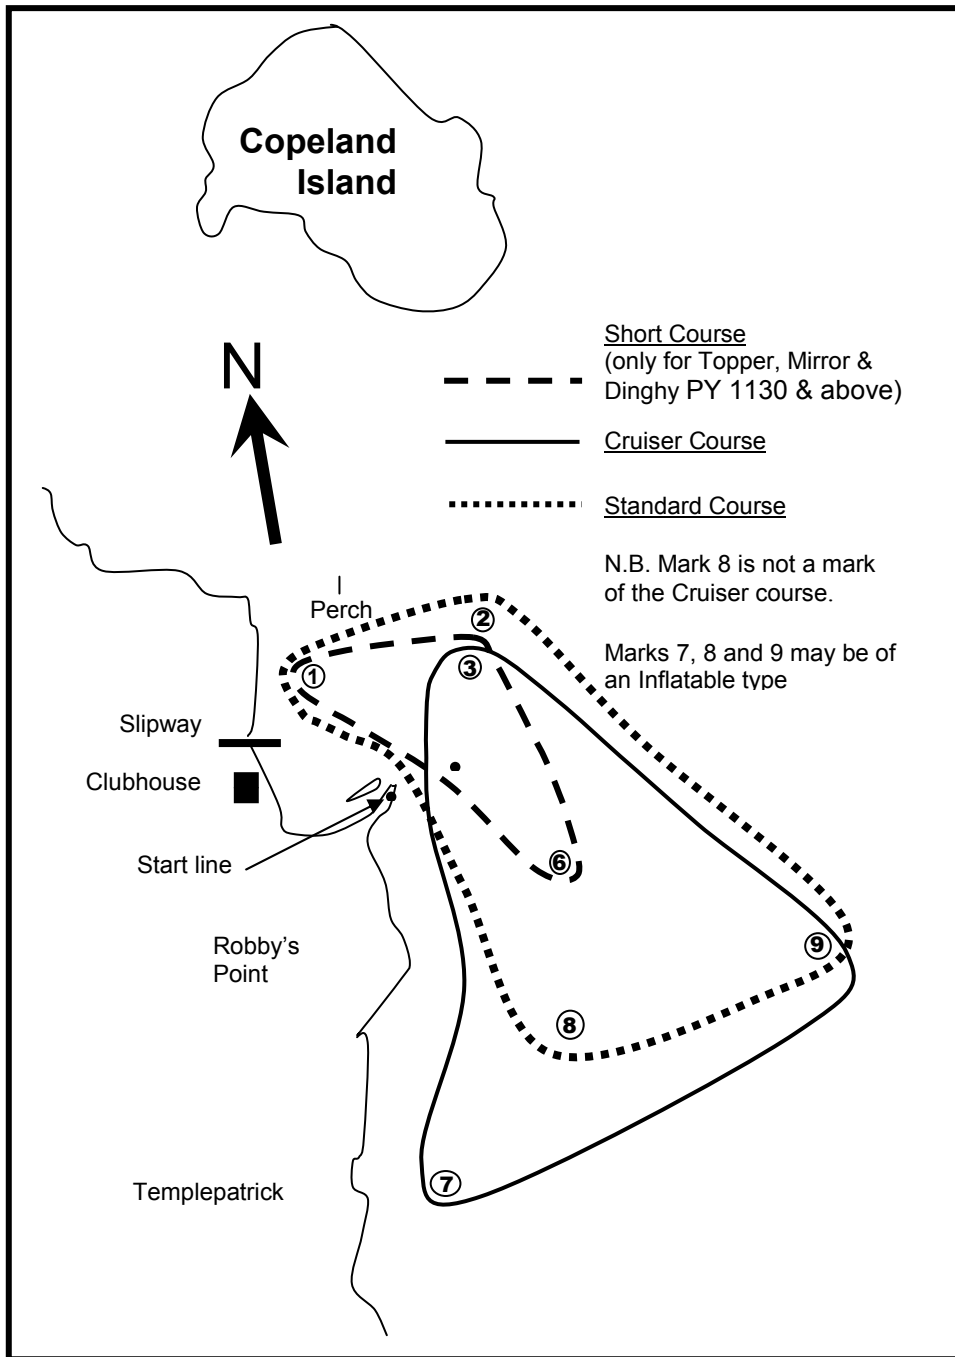 Copeland
Island
N
Short Course
(only for Topper, Mirror &
Dinghy PY 1130 & above)
Cruiser Course
Standard Course
N.B. Mark 8 is not a mark
of the Cruiser course.
Marks 7, 8 and 9 may be of
an Inflatable type
Perch
2
3
1
Slipway
Clubhouse
Start line
6
Robby's
Point
9
8
7
Templepatrick